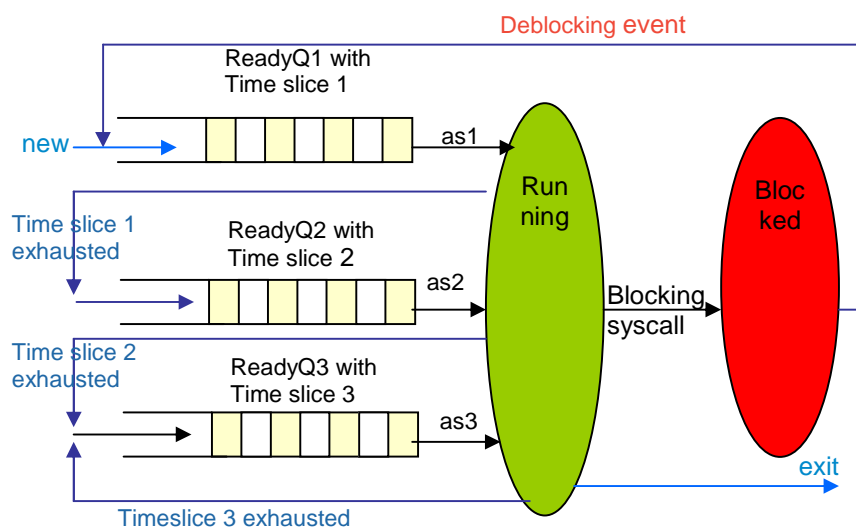 Deblocking event
ReadyQ1 with
Time slice 1
new
as1
Run
ning
Bloc
ked
Time slice 1
exhausted
ReadyQ2 with
Time slice 2
as2
Blocking
syscall
Time slice 2
exhausted
ReadyQ3 with
Time slice 3
as3
exit
Timeslice 3 exhausted